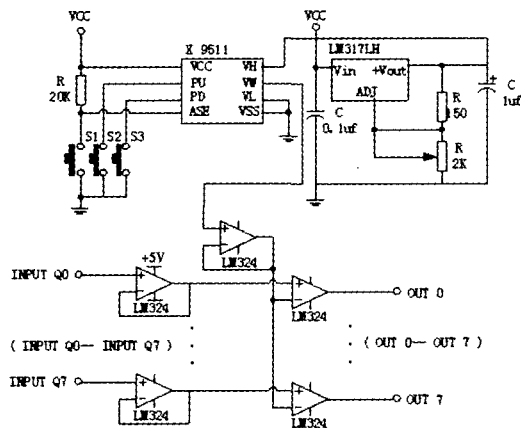 VCC
VCC
X 9511
LM317LH
R
20K
VCC
PU
PD
ASE
VH
VW
VL
VSS
Vin
+Vout
ADJ
C
0.1uf
R
150
R
2K
+
C
1uf
S1
S2
S3
+
-
LM324
INPUT Q0
+5V
+
-
LM324
+
-
LM324
OUT 0
( INPUT Q0— INPUT Q7 )
( OUT 0— OUT 7 )
INPUT Q7
+
-
LM324
+
-
LM324
OUT 7